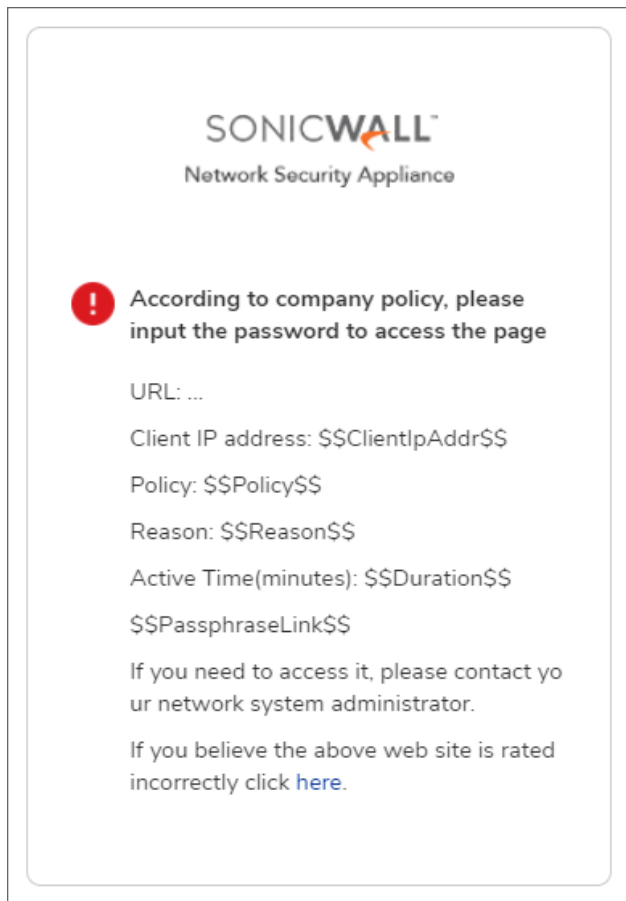 SONICWALL™
Network Security Appliance
According to company policy, please
input the password to access the page
URL: ...
Client IP address: $$ClientIpAddr$$
Policy: $$Policy$$
Reason: $$Reason$$
Active Time(minutes): $$Duration$$
$$PassphraseLink$$
If you need to access it, please contact yo
ur network system administrator.
If you believe the above web site is rated
incorrectly click here.